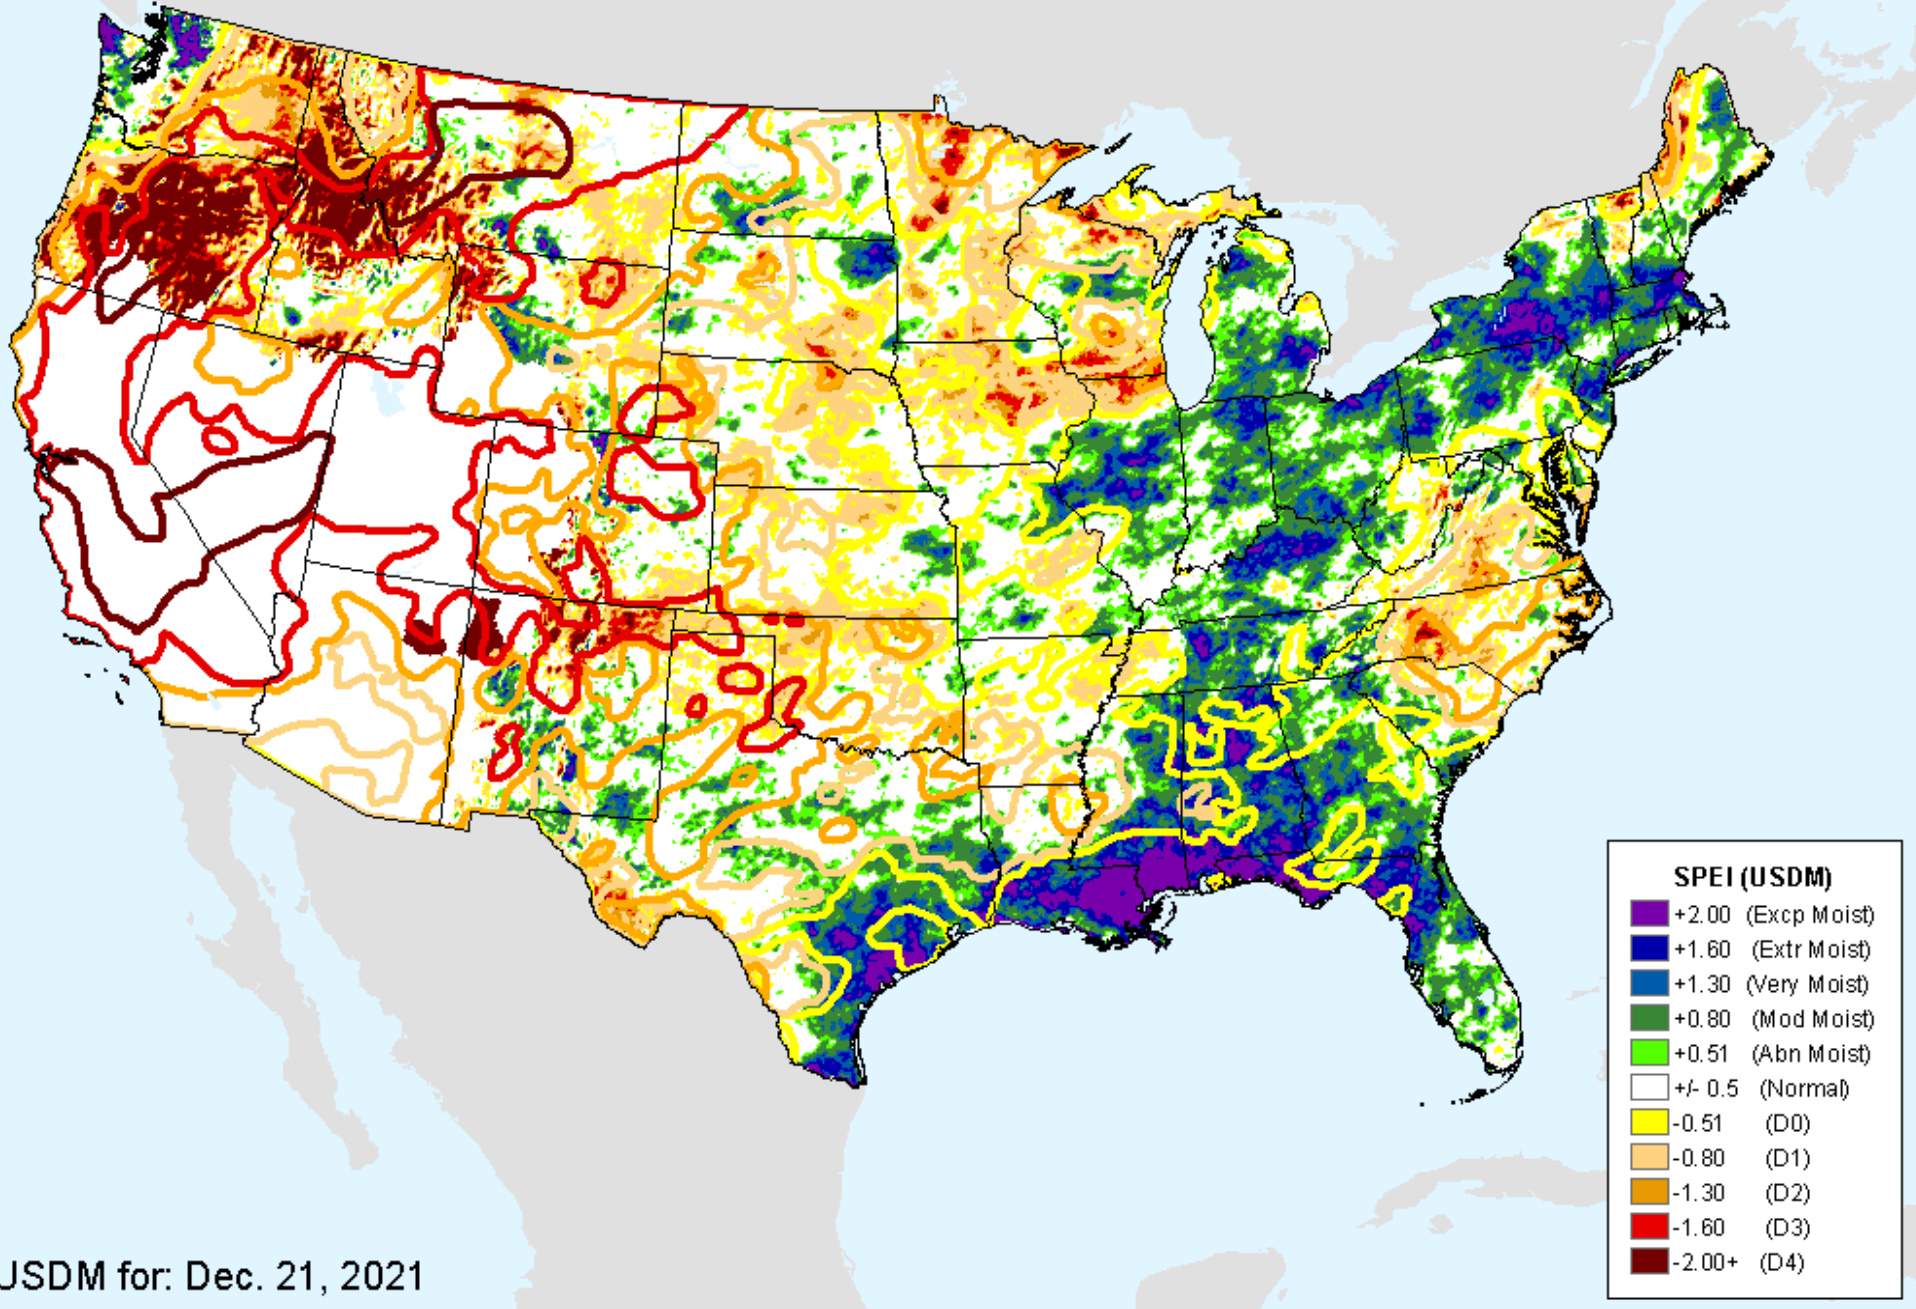 SPEI (USDM)
+2.00 (Excp Moist)
+1.60 (Extr Moist)
+1.30 (Very Moist)
+0.80 (Mod Moist)
+0.51 (Abn Moist)
+/- 0.5 (Normal)
-0.51 (D0)
-0.80 (D1)
-1.30 (D2)
-1.60 (D3)
-2.00+ (D4)
USDM for: Dec. 21, 2021